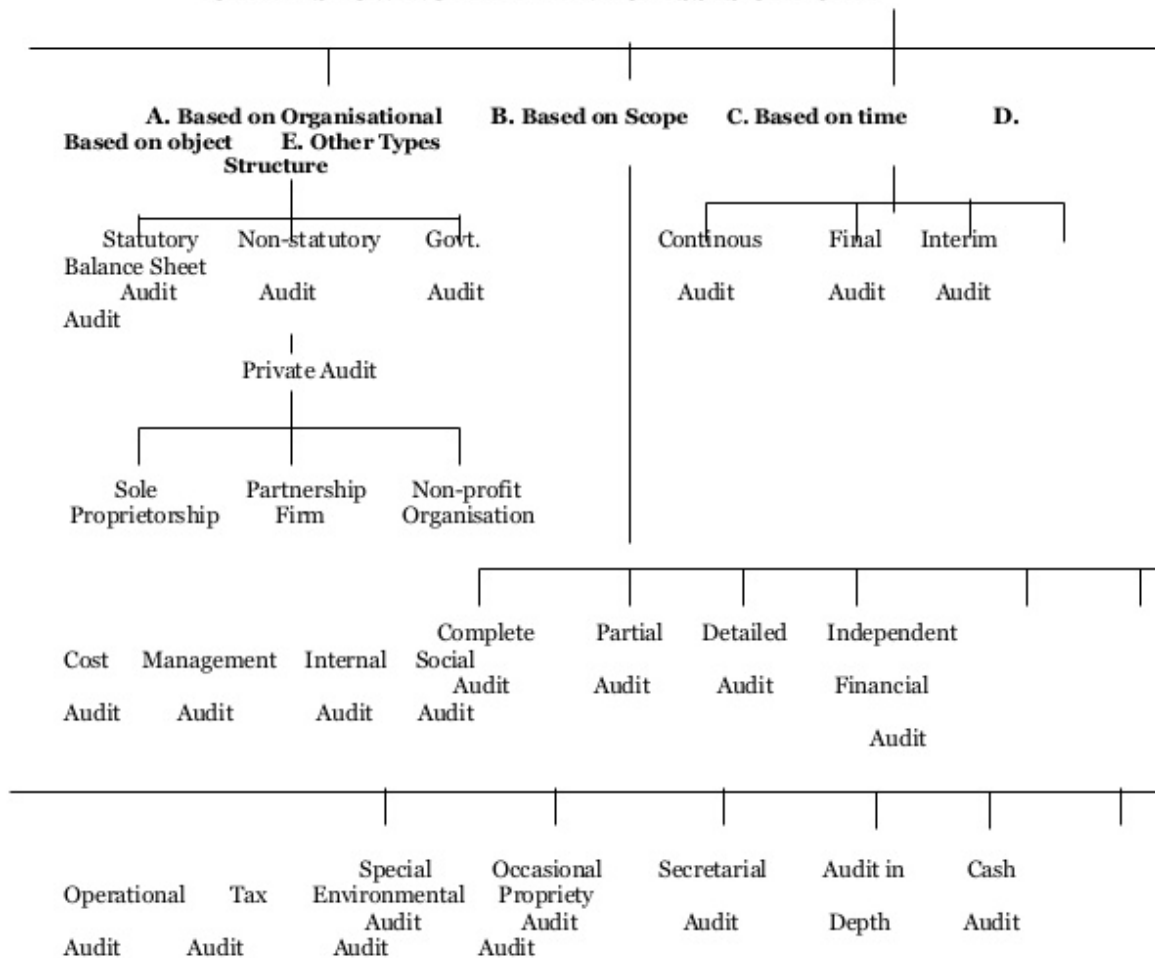 A. Based on Organisational B. Based on Scope C. Based on time D.
Based on object E. Other Types
Structure
Statutory Non-statutory Govt. Continous Final Interim
Balance Sheet
Audit Audit Audit Audit Audit Audit
Audit
Private Audit
Sole Partnership Non-profit
Proprietorship Firm Organisation
Complete Partial Detailed Independent
Cost Management Internal Social
Audit Audit Audit Financial
Audit Audit Audit Audit
Audit
Special Occasional Secretarial Audit in Cash
Operational Tax Environmental Propriety
Audit Audit Audit Depth Audit
Audit Audit Audit Audit